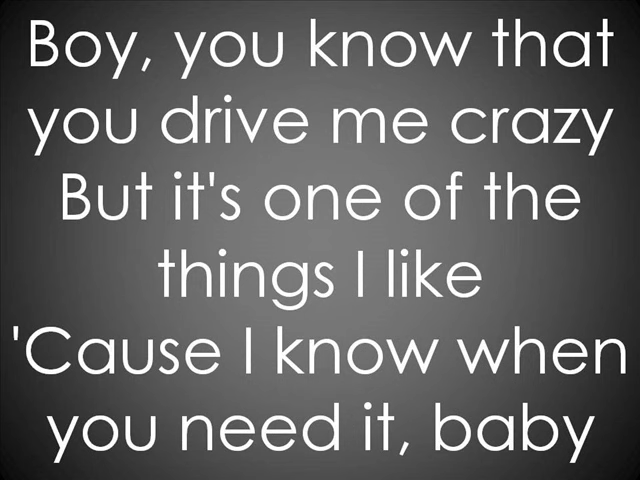 Boy, you know that
you drive me crazy
But it's one of the
things I like
'Cause I know when
you need it, baby